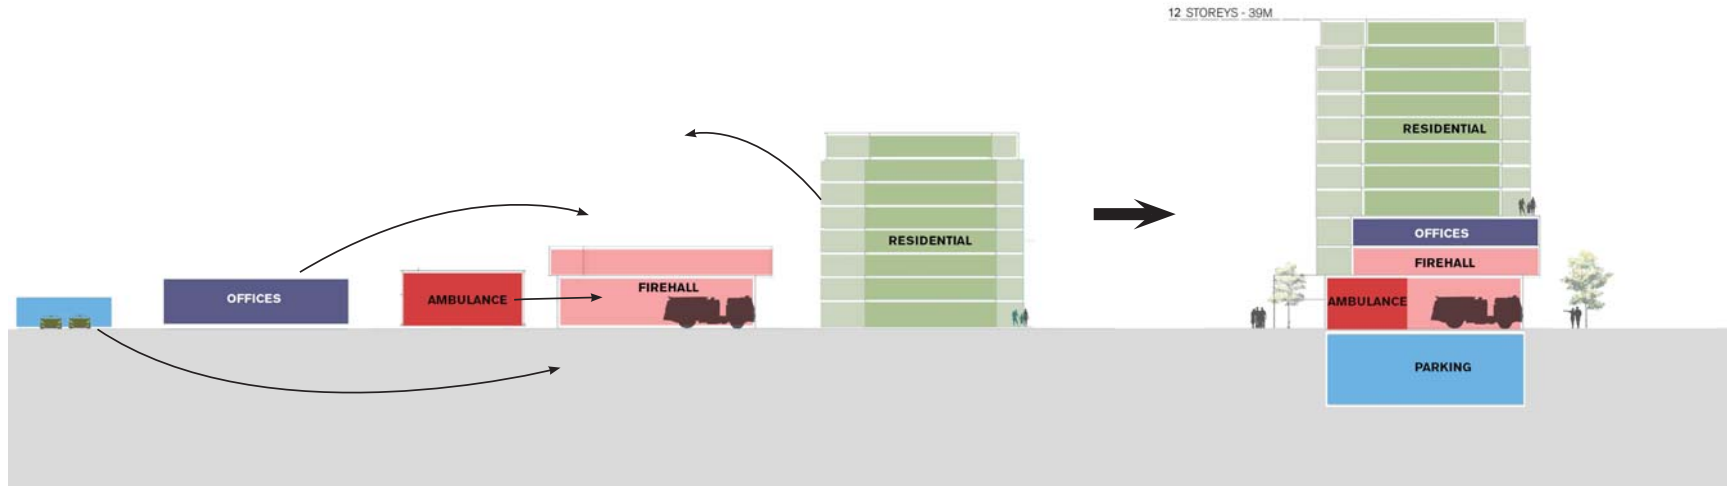 12 STOREYS - 39M
RESIDENTIAL
OFFICES
FIREHALL
AMBULANCE
PARKING
OFFICES
AMBULANCE
FIREHALL
RESIDENTIAL